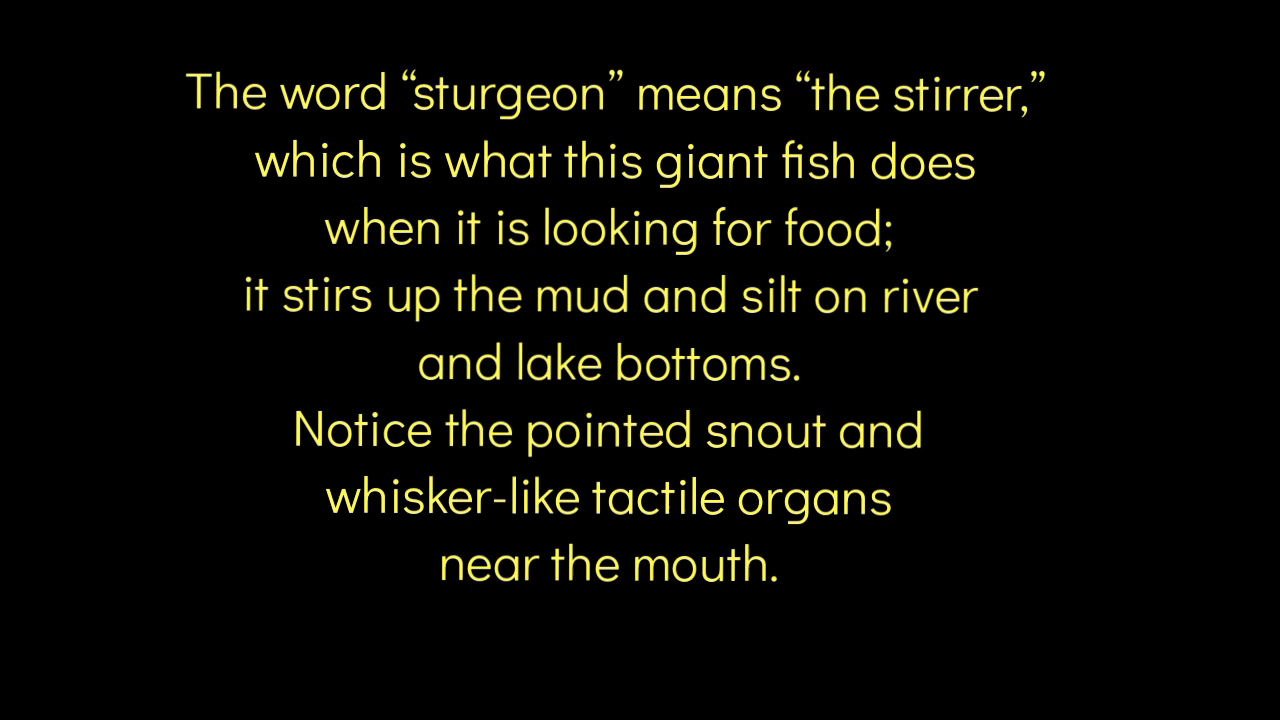 The word “sturgeon” means “the stirrer,”
which is what this giant fish does
when it is looking for food;
it stirs up the mud and silt on river
and lake bottoms.
Notice the pointed snout and
whisker-like tactile organs
near the mouth.